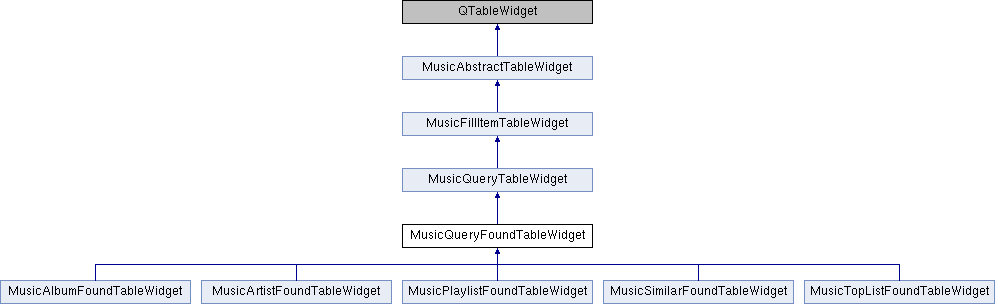 QTableWidget
MusicAbstractTableWidget
MusicFillItemTableWidget
MusicQueryTableWidget
MusicQueryFoundTableWidget
MusicAlbumFoundTableWidget
MusicArtistFoundTableWidget
MusicPlaylistFoundTableWidget
MusicSimilarFoundTableWidget
MusicTopListFoundTableWidget